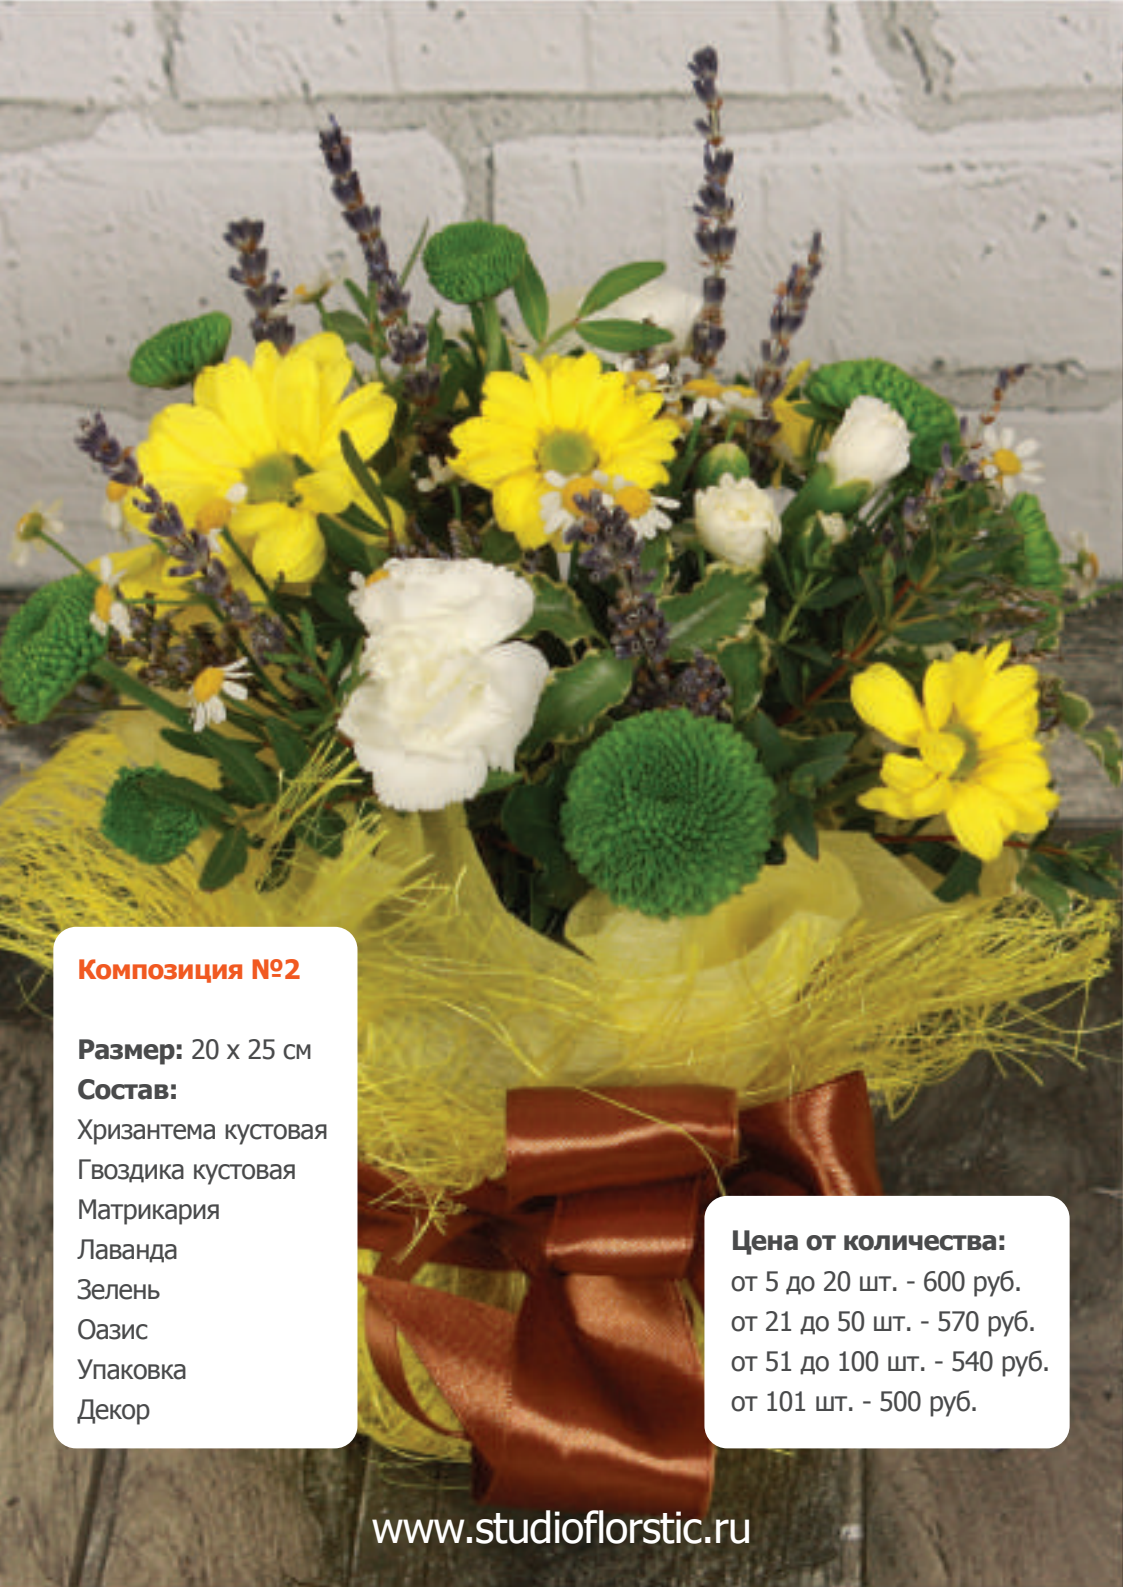 Композиция №2
Размер: 20 х 25 см
Состав:
Хризантема кустовая
Гвоздика кустовая
Матрикария
Лаванда
Зелень
Оазис
Упаковка
Декор
Цена от количества:
от 5 до 20 шт. - 600 руб.
от 21 до 50 шт. - 570 руб.
от 51 до 100 шт. - 540 руб.
от 101 шт. - 500 руб.
www.studioflorstic.ru